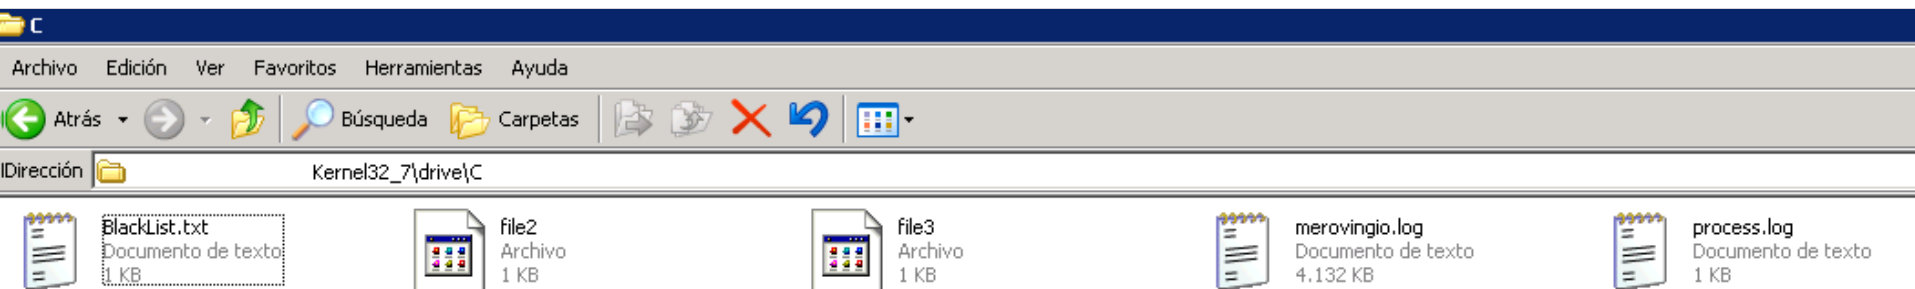 C
Archivo Edición Ver Favoritos Herramientas Ayuda
Atrás Búsqueda Carpetas
Dirección Kernel32_7\drive\C
BlackList.txt
Documento de texto
1 KB
file2
Archivo
1 KB
file3
Archivo
1 KB
merovingio.log
Documento de texto
4.132 KB
process.log
Documento de texto
1 KB